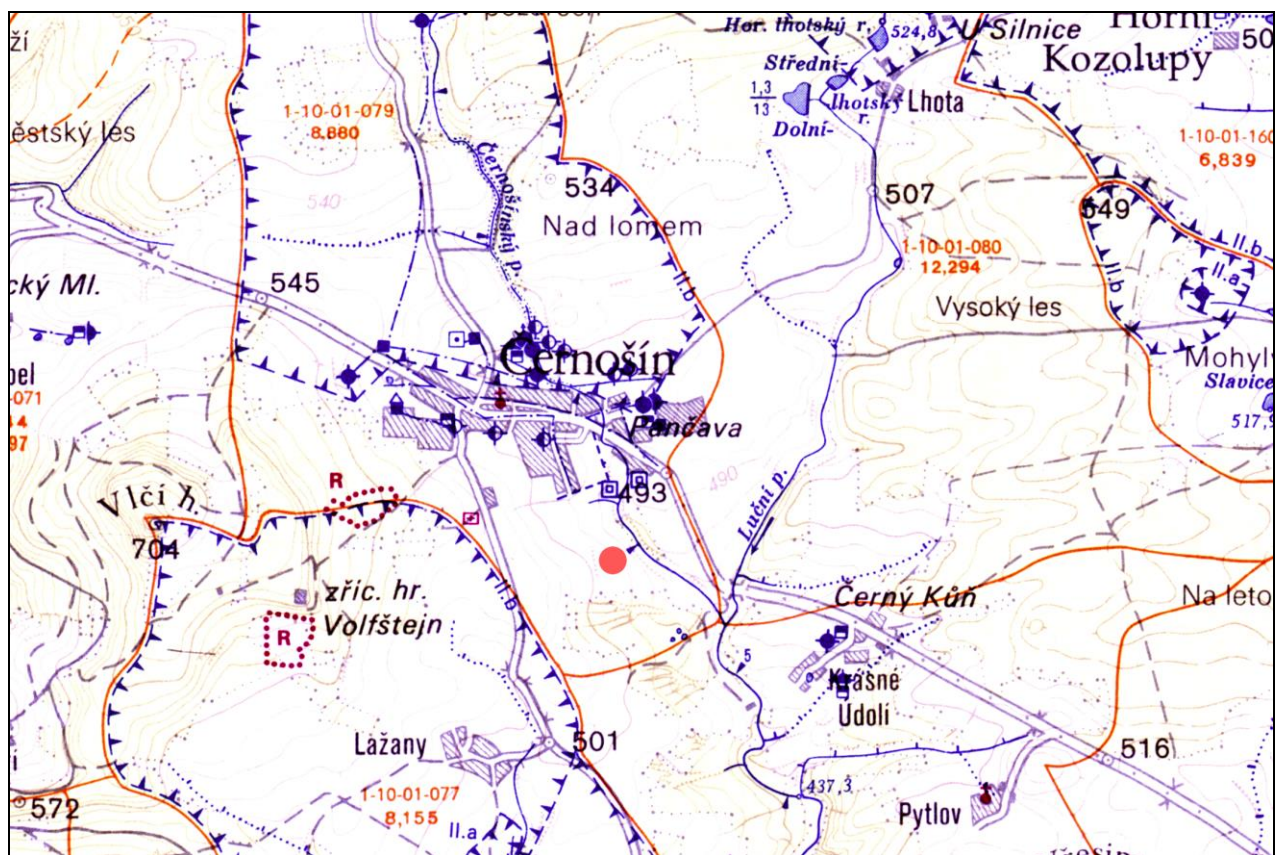 Hor. lhotský r.
524,8
U Silnice
Horní
Kozolupy
50
Střední-
lhotský r.
Dolní-
1,3
13
Lhota
1-10-01-079
8,880
1-10-01-160
6,839
ěstský les
Černošínský p.
540
534
Nad lomem
507
549
II.b
II.a
1-10-01-080
12,294
II.b
II.b
cký Ml.
545
Vysoký les
Mohyly
Slavice
517,9
Černošín
pel
-071
97
Pančava
490
493
R
Vlčí h.
704
Luční p.
zříc. hr.
Volfštejn
R
II.b
Černý Kůň
Na leto
5
Krásné
Údolí
Lažany
501
516
437,3
572
1-10-01-077
8,155
II.a
Pytlov